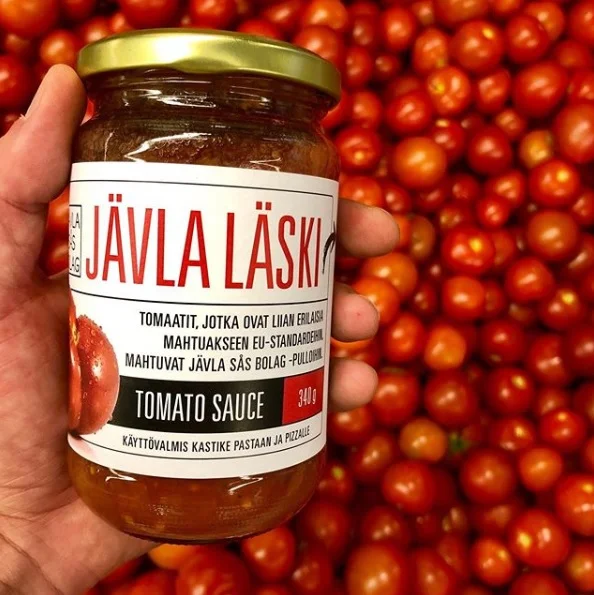 JÄVLA LÄSKI
TOMAATIT, JOTKA OVAT LIIAN ERILAISIA
MAHTUAKSEEN EU-STANDARDEIHIN,
MAHTUVAT JÄVLA SÅS BOLAG -PULLOIHIN.
TOMATO SAUCE
340 g
KÄYTTÖVALMIS KASTIKE PASTAAN JA PIZZALLE